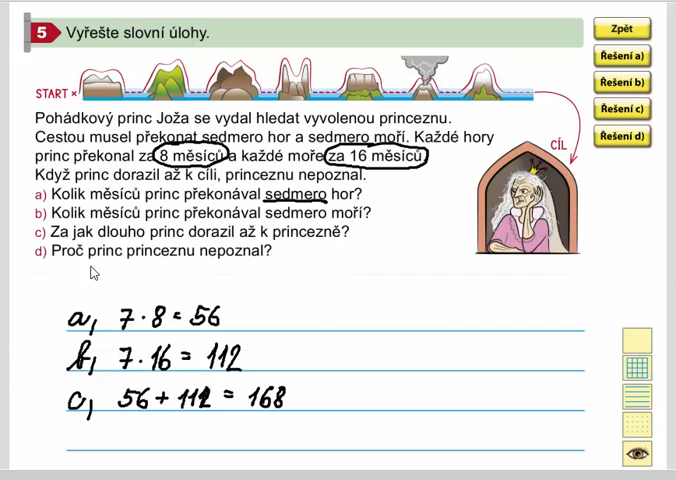 5 Vyřešte slovní úlohy.
Zpět
Řešení a)
Řešení b)
Řešení c)
Řešení d)
START ×
CÍL
Pohádkový princ Joža se vydal hledat vyvolenou princeznu.
Cestou musel překonat sedmero hor a sedmero moří. Každé hory
princ překonal za 8 měsíců a každé moře za 16 měsíců.
Když princ dorazil až k cíli, princeznu nepoznal.
a) Kolik měsíců princ překonával sedmero hor?
b) Kolik měsíců princ překonával sedmero moří?
c) Za jak dlouho princ dorazil až k princezně?
d) Proč princ princeznu nepoznal?
a, 7 · 8 = 56
b, 7 · 16 = 112
c, 56 + 112 = 168